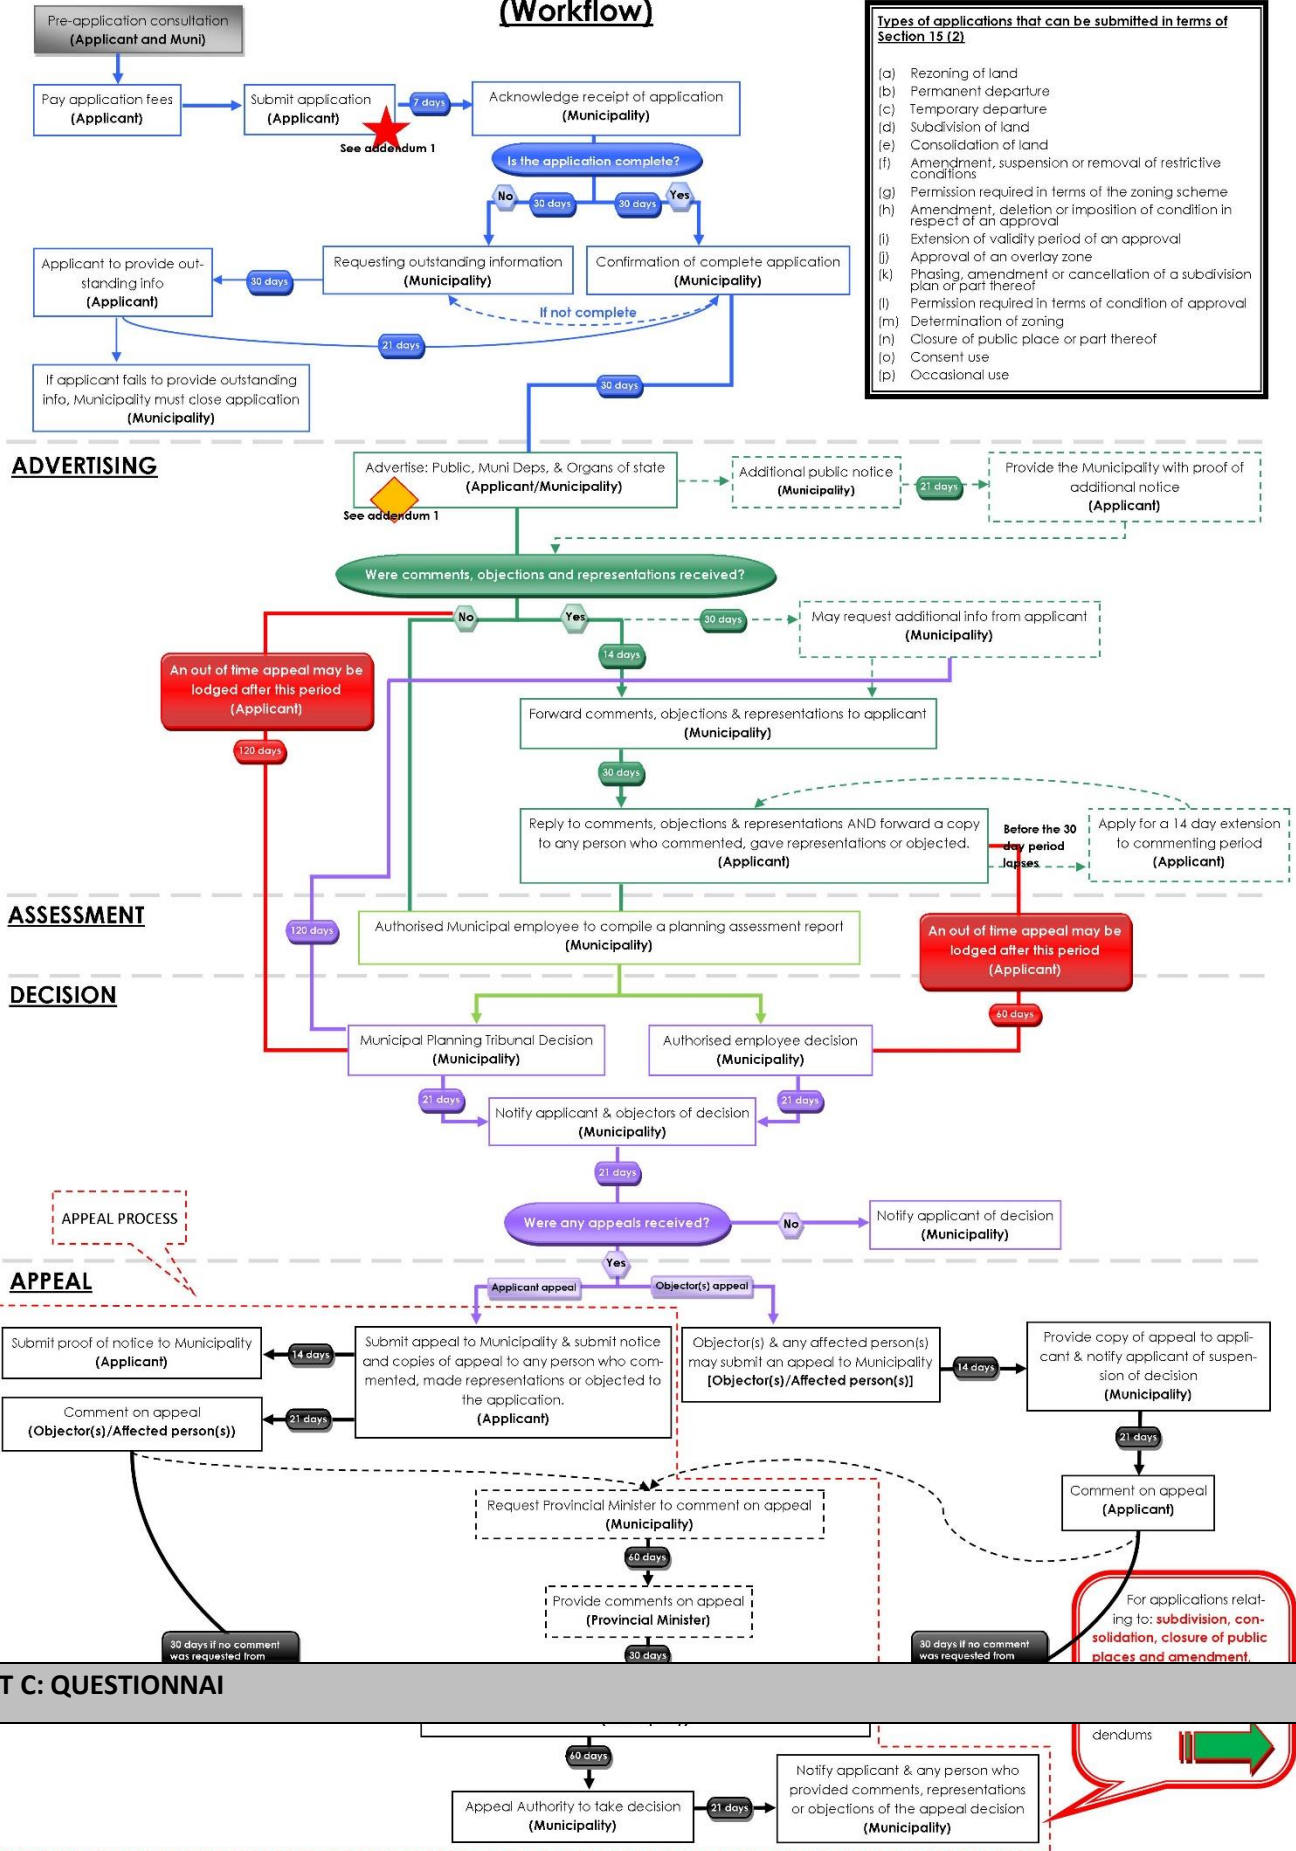 (Workflow)
Pre-application consultation
(Applicant and Muni)
Pay application fees
(Applicant)
Submit application
(Applicant)
See addendum 1
7 days
Acknowledge receipt of application
(Municipality)
Is the application complete?
No
30 days
30 days
Yes
Applicant to provide out-
standing info
(Applicant)
30 days
Requesting outstanding information
(Municipality)
Confirmation of complete application
(Municipality)
If not complete
21 days
If applicant fails to provide outstanding
info, Municipality must close application
(Municipality)
30 days
Types of applications that can be submitted in terms of
Section 15 (2)
(a) Rezoning of land
(b) Permanent departure
(c) Temporary departure
(d) Subdivision of land
(e) Consolidation of land
(f) Amendment, suspension or removal of restrictive
conditions
(g) Permission required in terms of the zoning scheme
(h) Amendment, deletion or imposition of condition in
respect of an approval
(i) Extension of validity period of an approval
(j) Approval of an overlay zone
(k) Phasing, amendment or cancellation of a subdivision
plan or part thereof
(l) Permission required in terms of condition of approval
(m) Determination of zoning
(n) Closure of public place or part thereof
(o) Consent use
(p) Occasional use
ADVERTISING
Advertise: Public, Muni Deps, & Organs of state
(Applicant/Municipality)
See addendum 1
Additional public notice
(Municipality)
21 days
Provide the Municipality with proof of
additional notice
(Applicant)
Were comments, objections and representations received?
No
Yes
30 days
May request additional info from applicant
(Municipality)
14 days
An out of time appeal may be
lodged after this period
(Applicant)
120 days
Forward comments, objections & representations to applicant
(Municipality)
30 days
Reply to comments, objections & representations AND forward a copy
to any person who commented, gave representations or objected.
(Applicant)
Before the 30
day period
lapses
Apply for a 14 day extension
to commenting period
(Applicant)
ASSESSMENT
120 days
Authorised Municipal employee to compile a planning assessment report
(Municipality)
An out of time appeal may be
lodged after this period
(Applicant)
60 days
DECISION
Municipal Planning Tribunal Decision
(Municipality)
Authorised employee decision
(Municipality)
21 days
21 days
Notify applicant & objectors of decision
(Municipality)
21 days
Were any appeals received?
No
Notify applicant of decision
(Municipality)
Yes
APPEAL PROCESS
APPEAL
Applicant appeal
Objector(s) appeal
Submit proof of notice to Municipality
(Applicant)
14 days
Submit appeal to Municipality & submit notice
and copies of appeal to any person who com-
mented, made representations or objected to
the application.
(Applicant)
Objector(s) & any affected person(s)
may submit an appeal to Municipality
[Objector(s)/Affected person(s)]
14 days
Provide copy of appeal to appli-
cant & notify applicant of suspen-
sion of decision
(Municipality)
Comment on appeal
(Objector(s)/Affected person(s))
21 days
21 days
Comment on appeal
(Applicant)
Request Provincial Minister to comment on appeal
(Municipality)
60 days
Provide comments on appeal
(Provincial Minister)
30 days
30 days if no comment
was requested from
30 days if no comment
was requested from
For applications relat-
ing to: subdivision, con-
solidation, closure of public
places and amendment,
T C: QUESTIONNAI
dendums
60 days
Appeal Authority to take decision
(Municipality)
21 days
Notify applicant & any person who
provided comments, representations
or objections of the appeal decision
(Municipality)